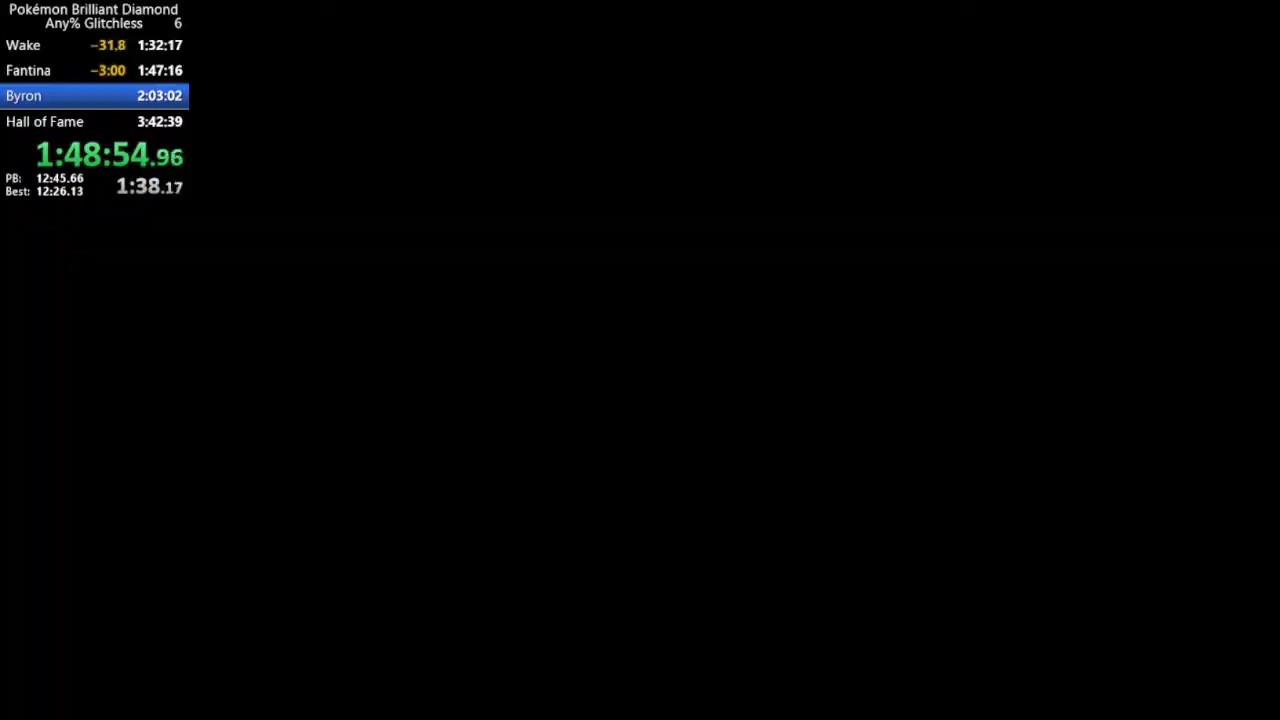 Pokémon Brilliant Diamond
Any% Glitchless 6
Wake -31,8 1:32:17
Fantina -3:00 1:47:16
Byron 2:03:02
Hall of Fame 3:42:39
1:48:54.96
PB: 12:45.66
Best: 12:26.13 1:38.17